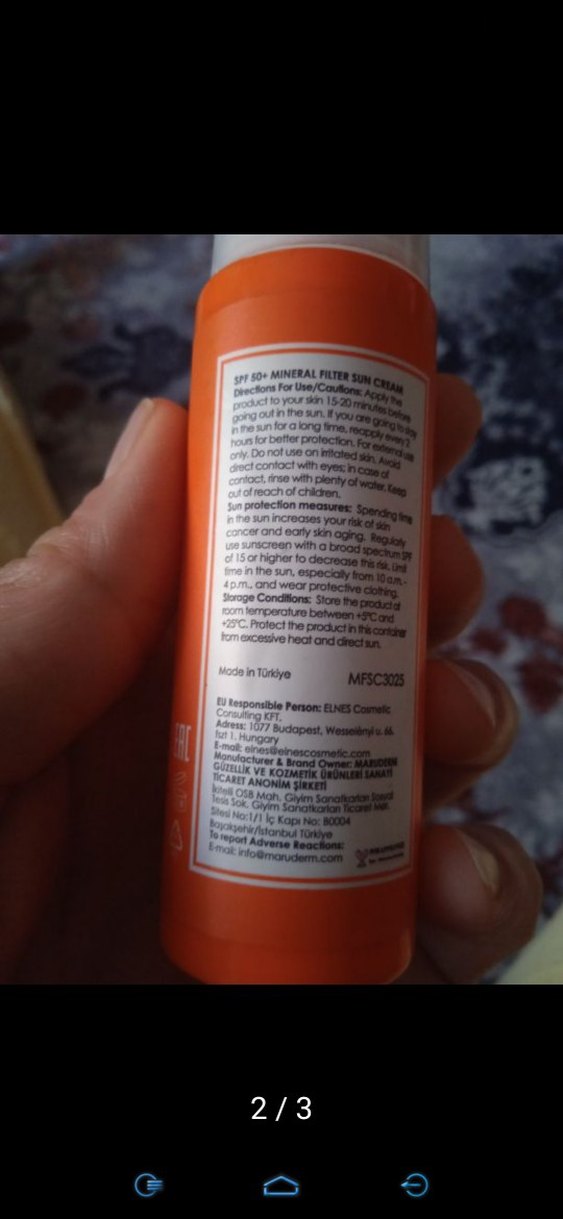 SPF 50+ MINERAL FILTER SUN CREAM
Directions For Use/Cautions: Apply the
product to your skin 15-20 minutes before
going out in the sun. If you are going to stay
in the sun for a long time, reapply every 2
hours for better protection. For external use
only. Do not use on irritated skin. Avoid
direct contact with eyes; in case of
contact, rinse with plenty of water. Keep
out of reach of children.
Sun protection measures: Spending time
in the sun increases your risk of skin
cancer and early skin aging. Regularly
use sunscreen with a broad spectrum SPF
of 15 or higher to decrease this risk. Limit
time in the sun, especially from 10 a.m.-
4 p.m., and wear protective clothing.
Storage Conditions: Store the product at
room temperature between +5°C and
+25°C. Protect the product in this container
from excessive heat and direct sun.
Made in Türkiye
MFSC3025
EU Responsible Person: ELNES Cosmetic
Consulting KFT.
Adress: 1077 Budapest, Wesselényi u. 66.
fszt 1. Hungary
E-mail: elnes@elnescosmetic.com
Manufacturer & Brand Owner: MARUDERM
GÜZELLİK VE KOZMETİK ÜRÜNLERİ SANAYİ
TİCARET ANONİM ŞİRKETİ
İkitelli OSB Mah. Giyim Sanatkarları Sosyal
Tesis Sok. Giyim Sanatkarları Ticaret Mer.
Sitesi No:1/1 İç Kapı No: B0004
Başakşehir/İstanbul Türkiye
To report Adverse Reactions:
E-mail: info@maruderm.com
EAC
2 / 3